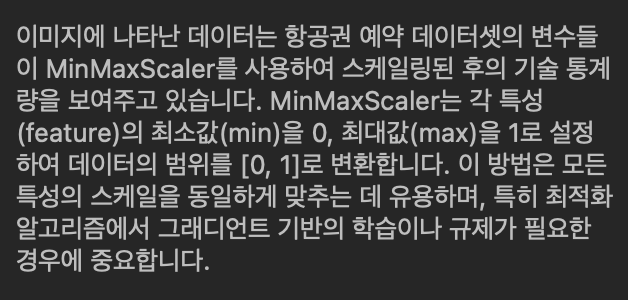 이미지에 나타난 데이터는 항공권 예약 데이터셋의 변수들
이 MinMaxScaler를 사용하여 스케일링된 후의 기술 통계
량을 보여주고 있습니다. MinMaxScaler는 각 특성
(feature)의 최소값(min)을 0, 최대값(max)을 1로 설정
하여 데이터의 범위를 [0, 1]로 변환합니다. 이 방법은 모든
특성의 스케일을 동일하게 맞추는 데 유용하며, 특히 최적화
알고리즘에서 그래디언트 기반의 학습이나 규제가 필요한
경우에 중요합니다.